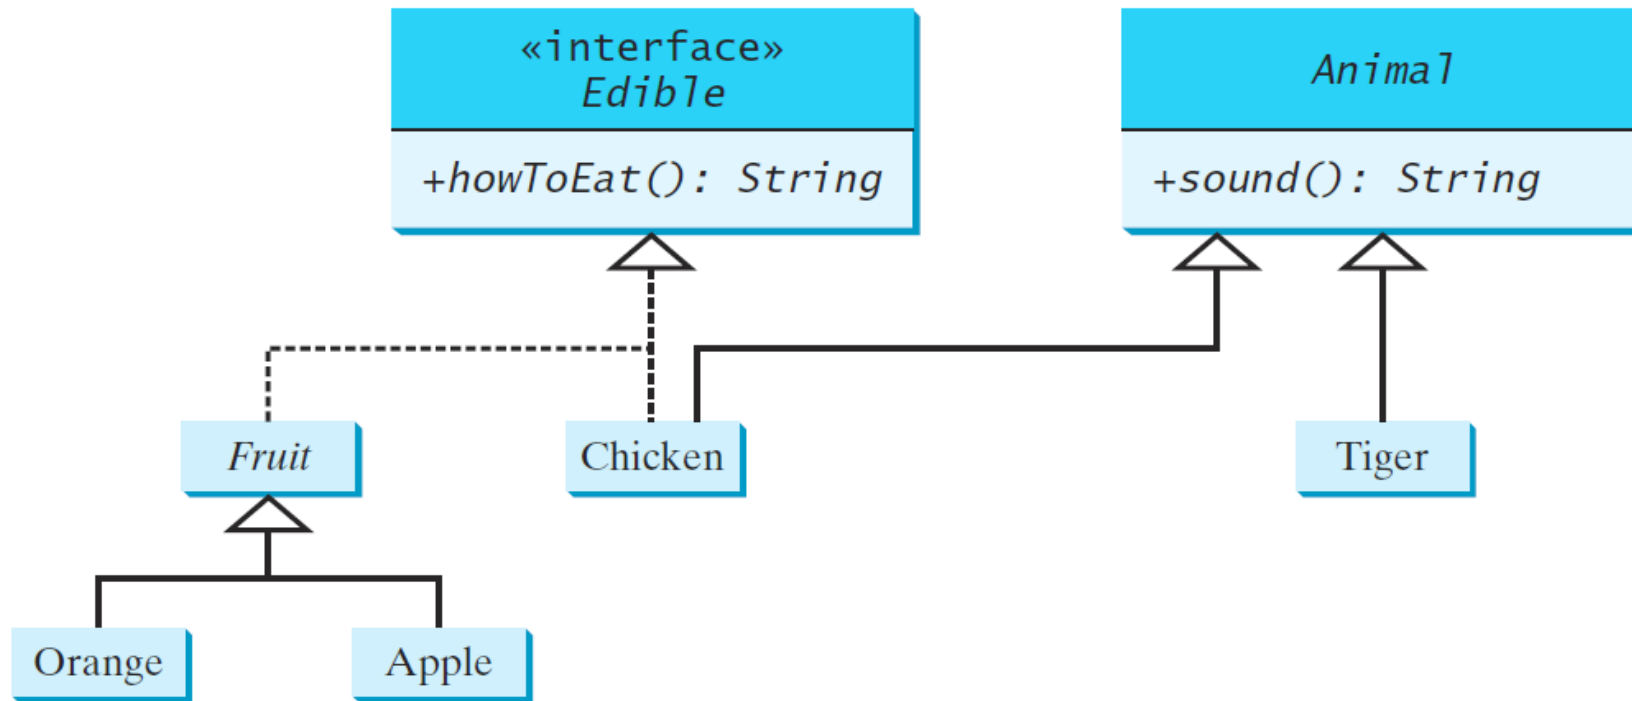 «interface»
Edible
+howToEat(): String
Animal
+sound(): String
Fruit
Chicken
Tiger
Orange
Apple